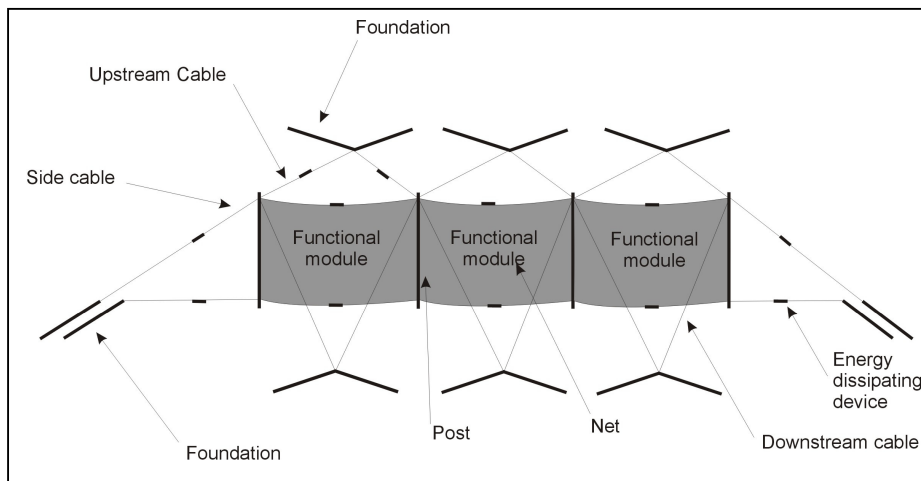 Foundation
Upstream Cable
Side cable
Functional
module
Functional
module
Functional
module
Energy
dissipating
device
Post
Net
Downstream cable
Foundation